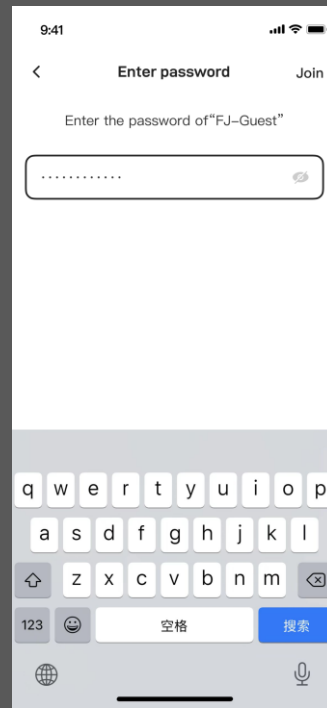 9:41
Enter password
Join
Enter the password of“FJ-Guest”
············
q w e r t y u i o p
a s d f g h j k l
z x c v b n m
123 空格 搜索